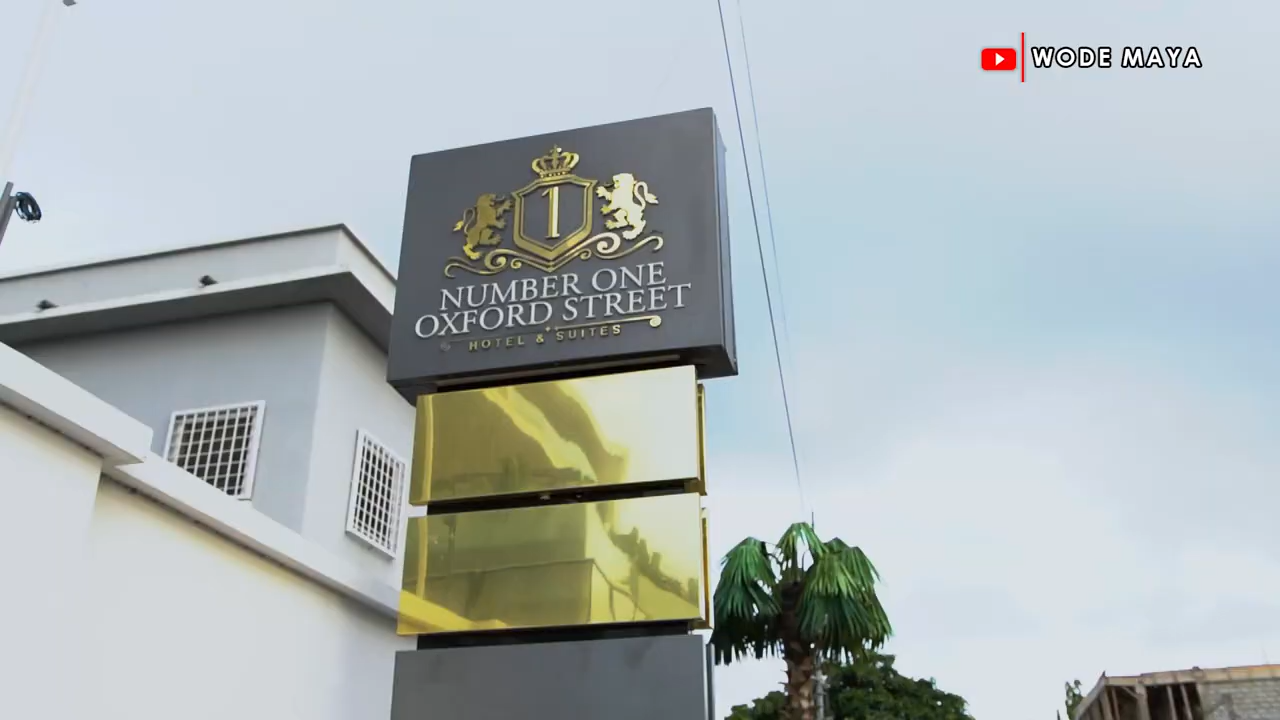 WODE MAYA
1
NUMBER ONE
OXFORD STREET
HOTEL & SUITES